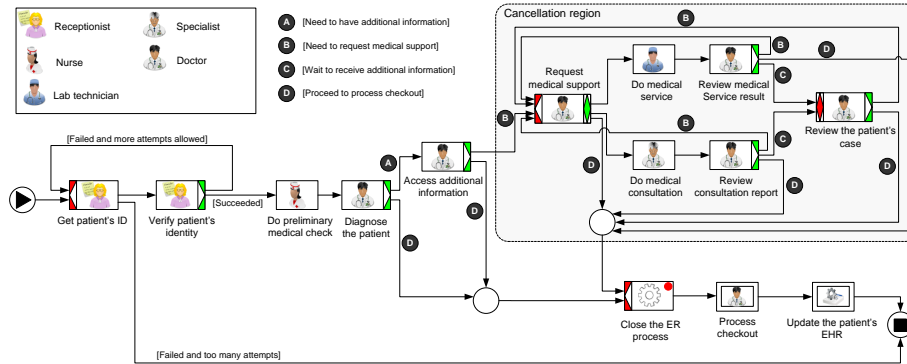 Receptionist
Specialist
Nurse
Doctor
Lab technician
A [Need to have additional information]
B [Need to request medical support]
C [Wait to receive additional information]
D [Proceed to process checkout]
Cancellation region
B
B
D
Request
medical support
Do medical
service
Review medical
Service result
C
B
B
C
Review the patient's
case
[Failed and more attempts allowed]
A
Access additional
information
D
Do medical
consultation
Review
consultation report
D
D
Get patient's ID
Verify patient's
identity
[Succeeded]
Do preliminary
medical check
Diagnose
the patient
D
D
Close the ER
process
Process
checkout
Update the patient's
EHR
[Failed and too many attempts]